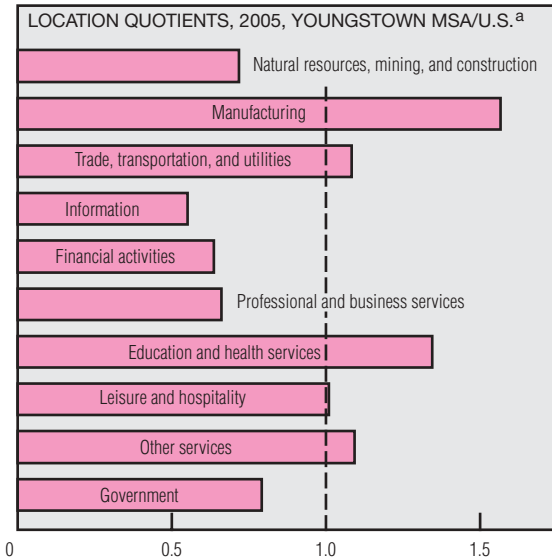 LOCATION QUOTIENTS, 2005, YOUNGSTOWN MSA/U.S.a
Natural resources, mining, and construction
Manufacturing
Trade, transportation, and utilities
Information
Financial activities
Professional and business services
Education and health services
Leisure and hospitality
Other services
Government
0 0.5 1.0 1.5